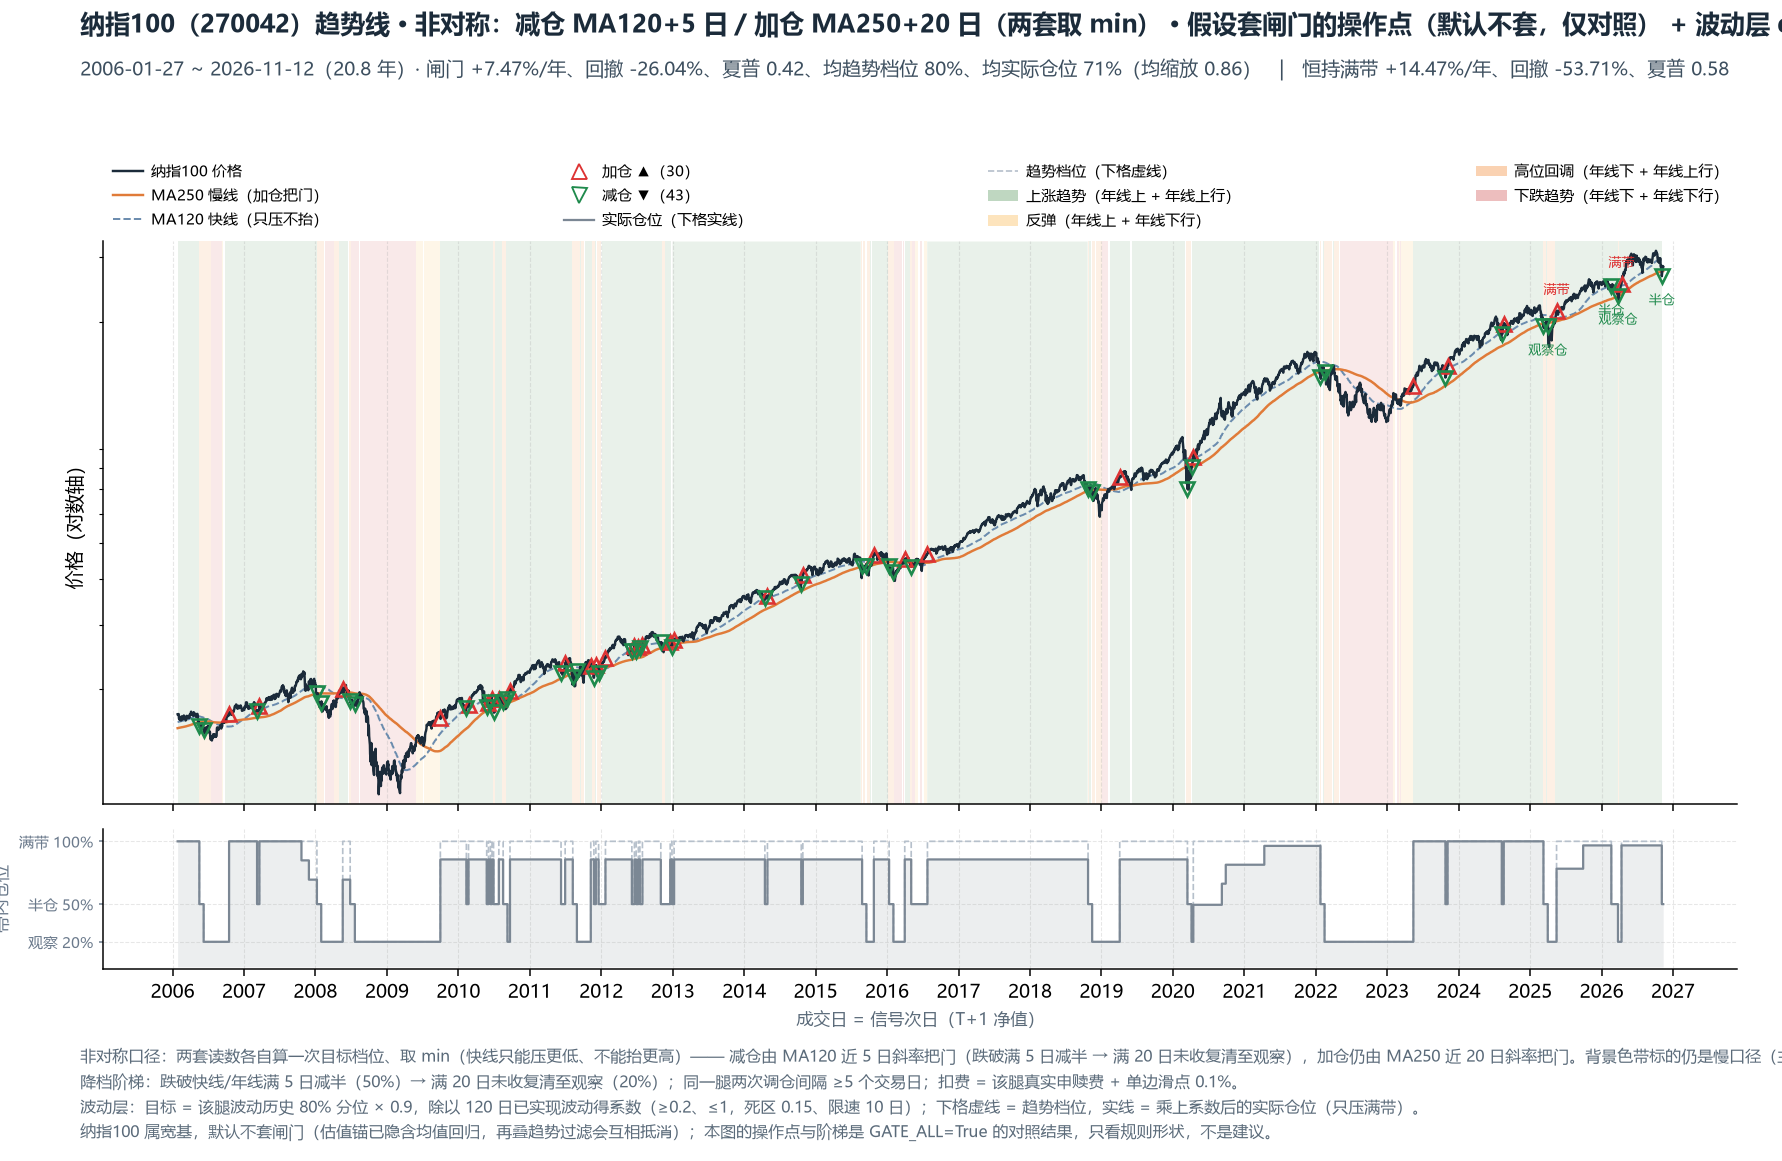 纳指100（270042）趋势线 • 非对称：减仓 MA120+5 日 / 加仓 MA250+20 日（两套取 min） • 假设套闸门的操作点（默认不套，仅对照） + 波动层
2006-01-27 ~ 2026-11-12（20.8 年）· 闸门 +7.47%/年、回撤 -26.04%、夏普 0.42、均趋势档位 80%、均实际仓位 71%（均缩放 0.86） | 恒持满带 +14.47%/年、回撤 -53.71%、夏普 0.58
纳指100 价格
MA250 慢线（加仓把门）
MA120 快线（只压不抬）
加仓 ▲（30）
减仓 ▼（43）
实际仓位（下格实线）
趋势档位（下格虚线）
上涨趋势（年线上 + 年线上行）
反弹（年线上 + 年线下行）
高位回调（年线下 + 年线上行）
下跌趋势（年线下 + 年线下行）
价格（对数轴）
满带
满带
半仓
半仓
观察仓
观察仓
满带 100%
半仓 50%
观察 20%
带内仓位
2006 2007 2008 2009 2010 2011 2012 2013 2014 2015 2016 2017 2018 2019 2020 2021 2022 2023 2024 2025 2026 2027
成交日 = 信号次日（T+1 净值）
非对称口径：两套读数各自算一次目标档位、取 min（快线只能压更低、不能抬更高）—— 减仓由 MA120 近 5 日斜率把门（跌破满 5 日减半 → 满 20 日未收复清至观察），加仓仍由 MA250 近 20 日斜率把门。背景色带标的仍是慢口径（
降档阶梯：跌破快线/年线满 5 日减半（50%）→ 满 20 日未收复清至观察（20%）；同一腿两次调仓间隔 ≥5 个交易日；扣费 = 该腿真实申赎费 + 单边滑点 0.1%。
波动层：目标 = 该腿波动历史 80% 分位 × 0.9，除以 120 日已实现波动得系数（≥0.2、≤1，死区 0.15、限速 10 日）；下格虚线 = 趋势档位，实线 = 乘上系数后的实际仓位（只压满带）。
纳指100 属宽基，默认不套闸门（估值锚已隐含均值回归，再叠趋势过滤会互相抵消）；本图的操作点与阶梯是 GATE_ALL=True 的对照结果，只看规则形状，不是建议。